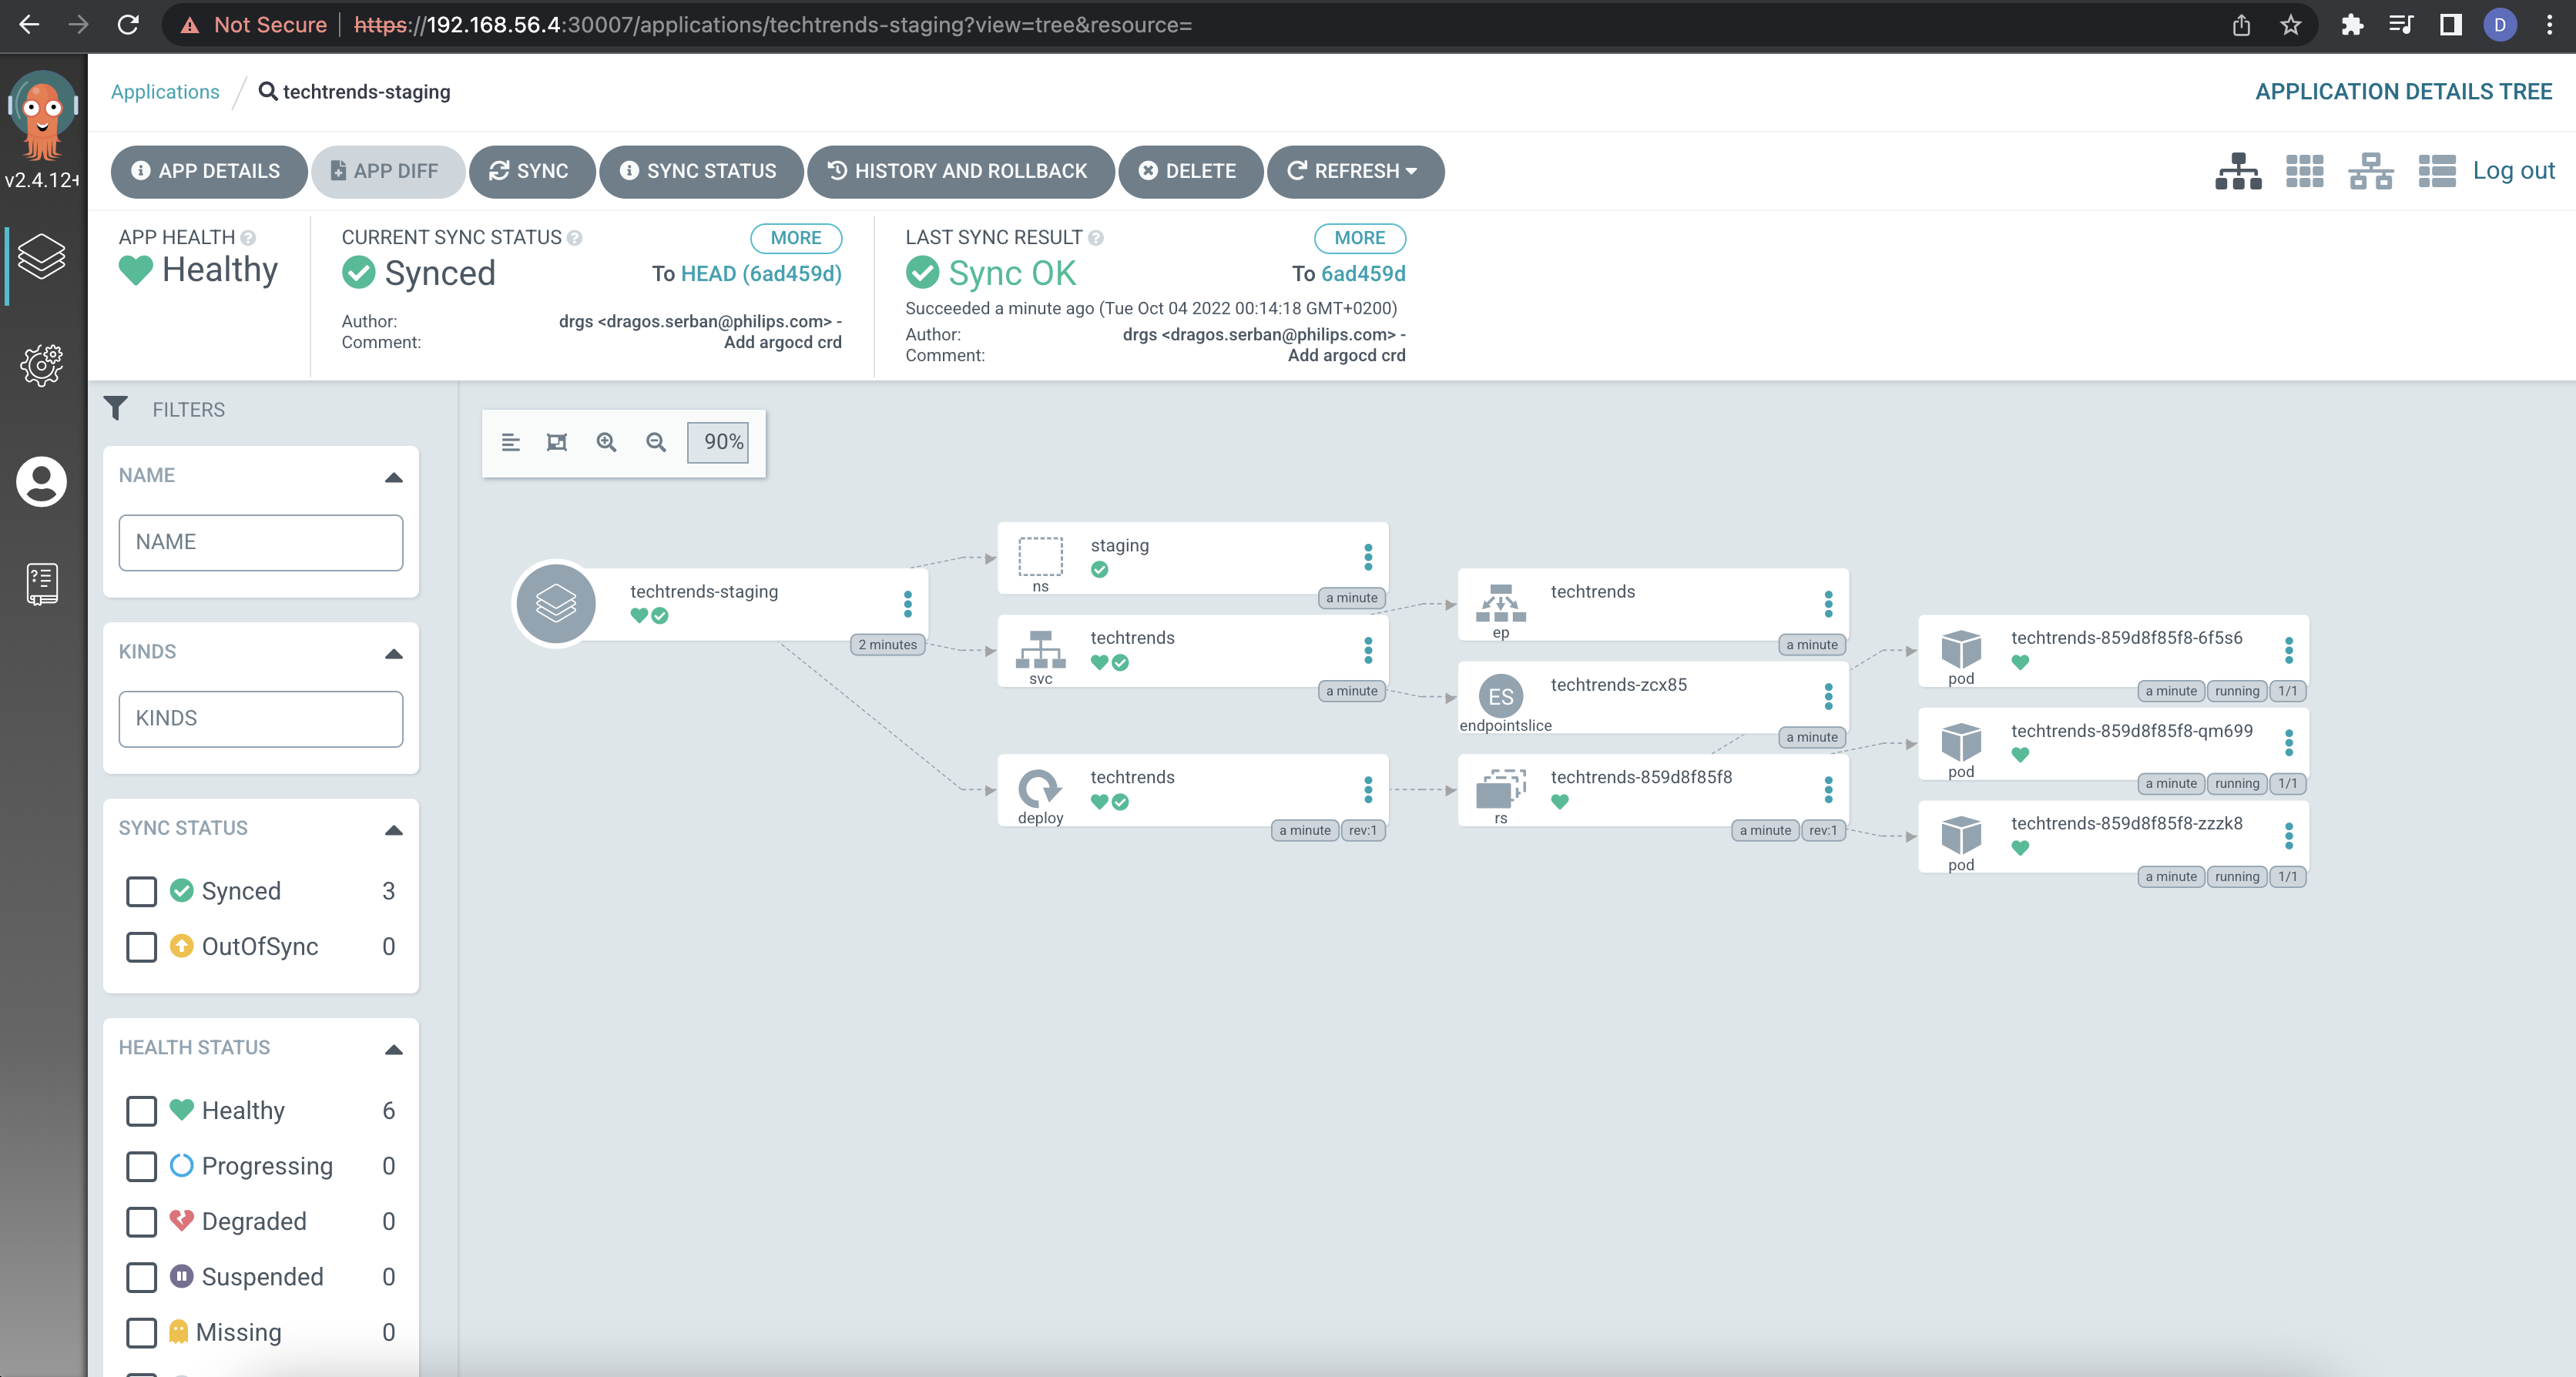 Not Secure https://192.168.56.4:30007/applications/techtrends-staging?view=tree&resource=
D
v2.4.12+
Applications / techtrends-staging
APPLICATION DETAILS TREE
APP DETAILS
APP DIFF
SYNC
SYNC STATUS
HISTORY AND ROLLBACK
DELETE
REFRESH
Log out
APP HEALTH
Healthy
CURRENT SYNC STATUS
MORE
Synced
To HEAD (6ad459d)
Author: drgs <dragos.serban@philips.com> -
Comment: Add argocd crd
LAST SYNC RESULT
MORE
Sync OK
To 6ad459d
Succeeded a minute ago (Tue Oct 04 2022 00:14:18 GMT+0200)
Author: drgs <dragos.serban@philips.com> -
Comment: Add argocd crd
FILTERS
NAME
NAME
KINDS
KINDS
SYNC STATUS
Synced 3
OutOfSync 0
HEALTH STATUS
Healthy 6
Progressing 0
Degraded 0
Suspended 0
Missing 0
90%
techtrends-staging
2 minutes
staging
ns
a minute
techtrends
svc
a minute
techtrends
deploy
a minute rev:1
techtrends
ep
a minute
ES
techtrends-zcx85
endpointslice
a minute
techtrends-859d8f85f8
rs
a minute rev:1
techtrends-859d8f85f8-6f5s6
pod
a minute running 1/1
techtrends-859d8f85f8-qm699
pod
a minute running 1/1
techtrends-859d8f85f8-zzzk8
pod
a minute running 1/1